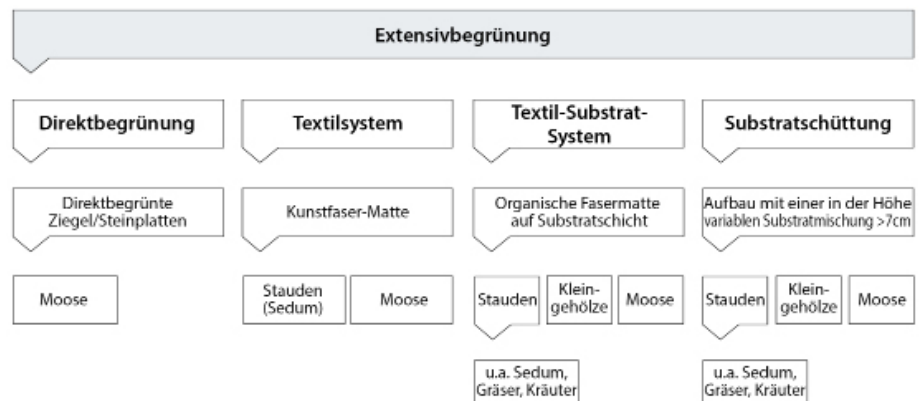 Extensivbegrünung
Direktbegrünung
Textilsystem
Textil-Substrat-
System
Substratschüttung
Direktbegrünte
Ziegel/Steinplatten
Kunstfaser-Matte
Organische Fasermatte
auf Substratschicht
Aufbau mit einer in der Höhe
variablen Substratmischung >7cm
Moose
Stauden
(Sedum)
Moose
Stauden
Klein-
gehölze
Moose
Stauden
Klein-
gehölze
Moose
u.a. Sedum,
Gräser, Kräuter
u.a. Sedum,
Gräser, Kräuter